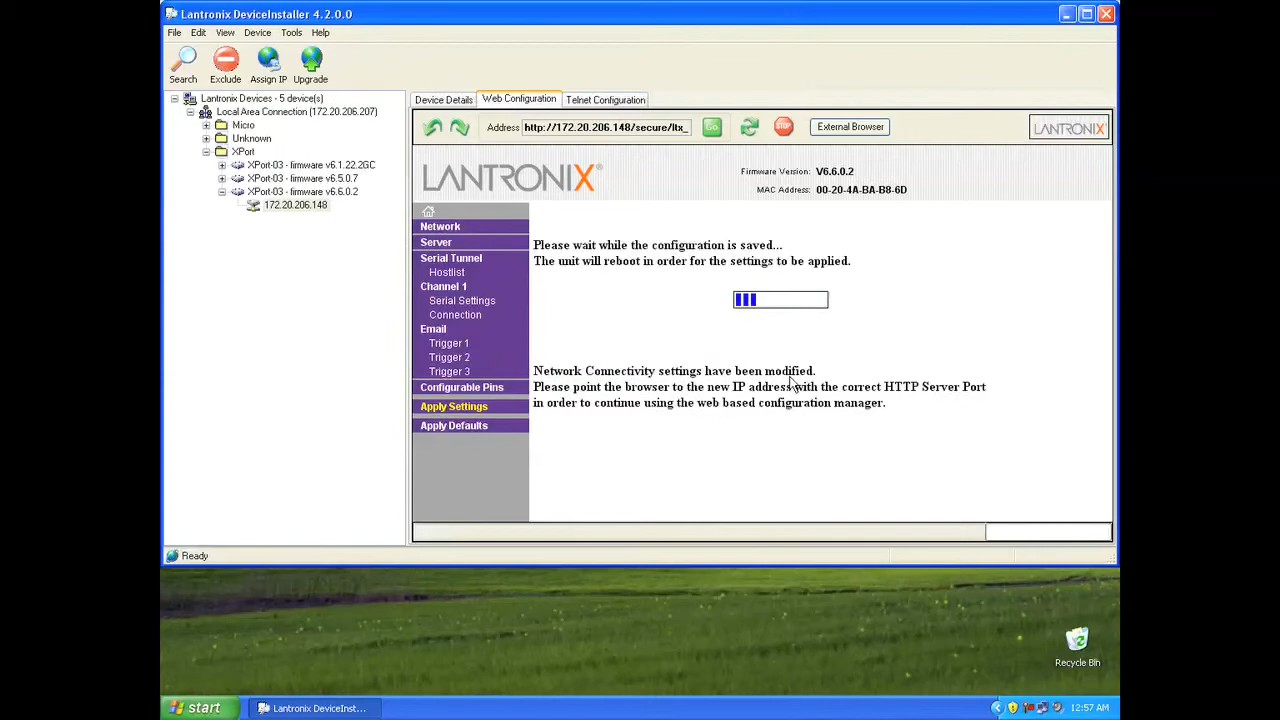 Lantronix DeviceInstaller 4.2.0.0
File Edit View Device Tools Help
Search Exclude Assign IP Upgrade
Lantronix Devices - 5 device(s)
Local Area Connection (172.20.206.207)
Micro
Unknown
XPort
XPort-03 - firmware v6.1.22.2GC
XPort-03 - firmware v6.5.0.7
XPort-03 - firmware v6.6.0.2
172.20.206.148
Device Details Web Configuration Telnet Configuration
Address http://172.20.206.148/secure/ltx_ Go STOP External Browser LANTRONIX
LANTRONIX®
Firmware Version: V6.6.0.2
MAC Address: 00-20-4A-BA-B8-6D
Network
Server
Serial Tunnel
Hostlist
Channel 1
Serial Settings
Connection
Email
Trigger 1
Trigger 2
Trigger 3
Configurable Pins
Apply Settings
Apply Defaults
Please wait while the configuration is saved...
The unit will reboot in order for the settings to be applied.
Network Connectivity settings have been modified.
Please point the browser to the new IP address with the correct HTTP Server Port
in order to continue using the web based configuration manager.
Ready
Recycle Bin
start Lantronix DeviceInst... 12:57 AM